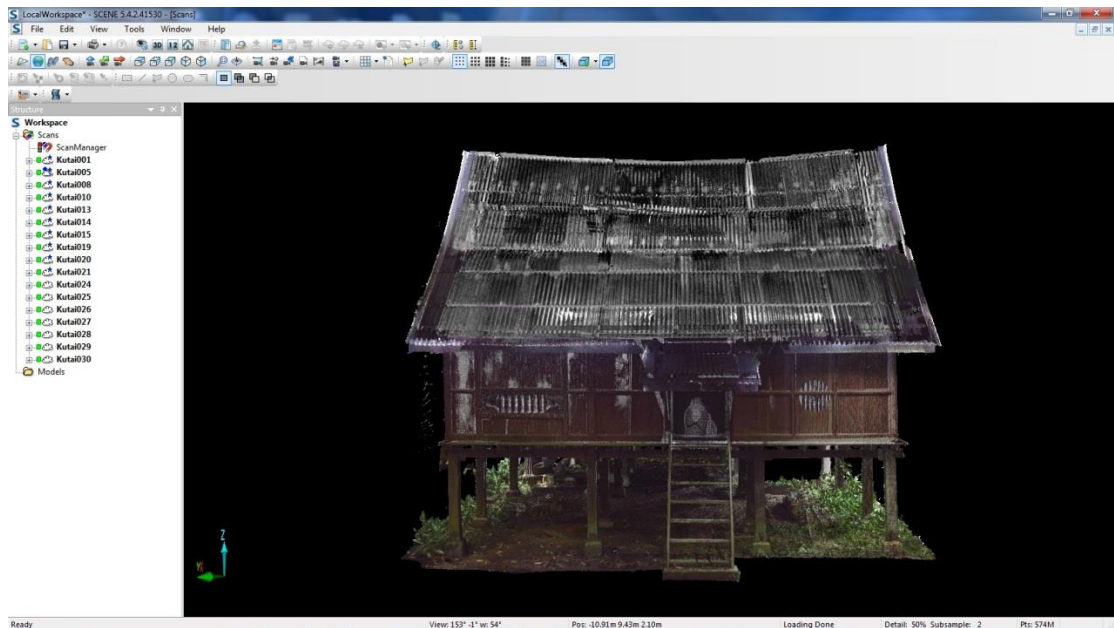 LocalWorkspace* - SCENE 5.4.2.41530 - [Scans]
File Edit View Tools Window Help
Structure
Workspace
Scans
ScanManager
Kutai001
Kutai005
Kutai008
Kutai010
Kutai013
Kutai014
Kutai015
Kutai019
Kutai020
Kutai021
Kutai024
Kutai025
Kutai026
Kutai027
Kutai028
Kutai029
Kutai030
Models
Z
Ready View: 153° -1° w: 54° Pos: -10.91m 9.43m 2.10m Loading Done Detail: 50% Subsample: 2 Pts: 574M